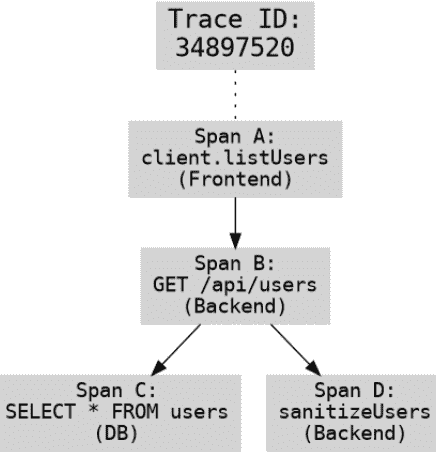 Trace ID:
34897520
Span A:
client.listUsers
(Frontend)
Span B:
GET /api/users
(Backend)
Span C:
SELECT * FROM users
(DB)
Span D:
sanitizeUsers
(Backend)